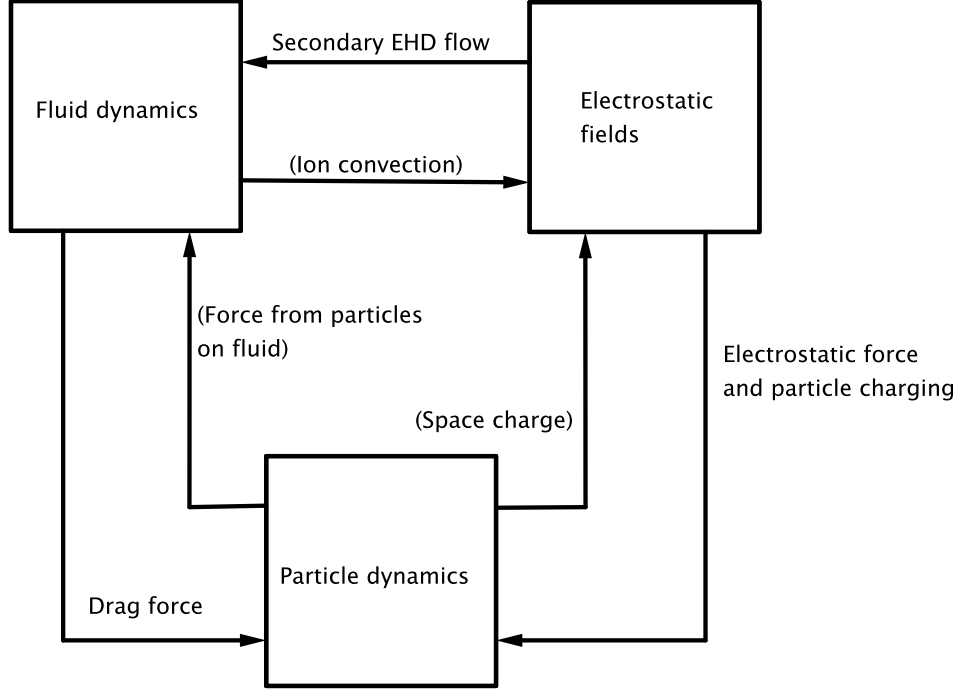 Secondary EHD flow
Fluid dynamics
Electrostatic
fields
(Ion convection)
(Force from particles
on fluid)
Electrostatic force
and particle charging
(Space charge)
Particle dynamics
Drag force